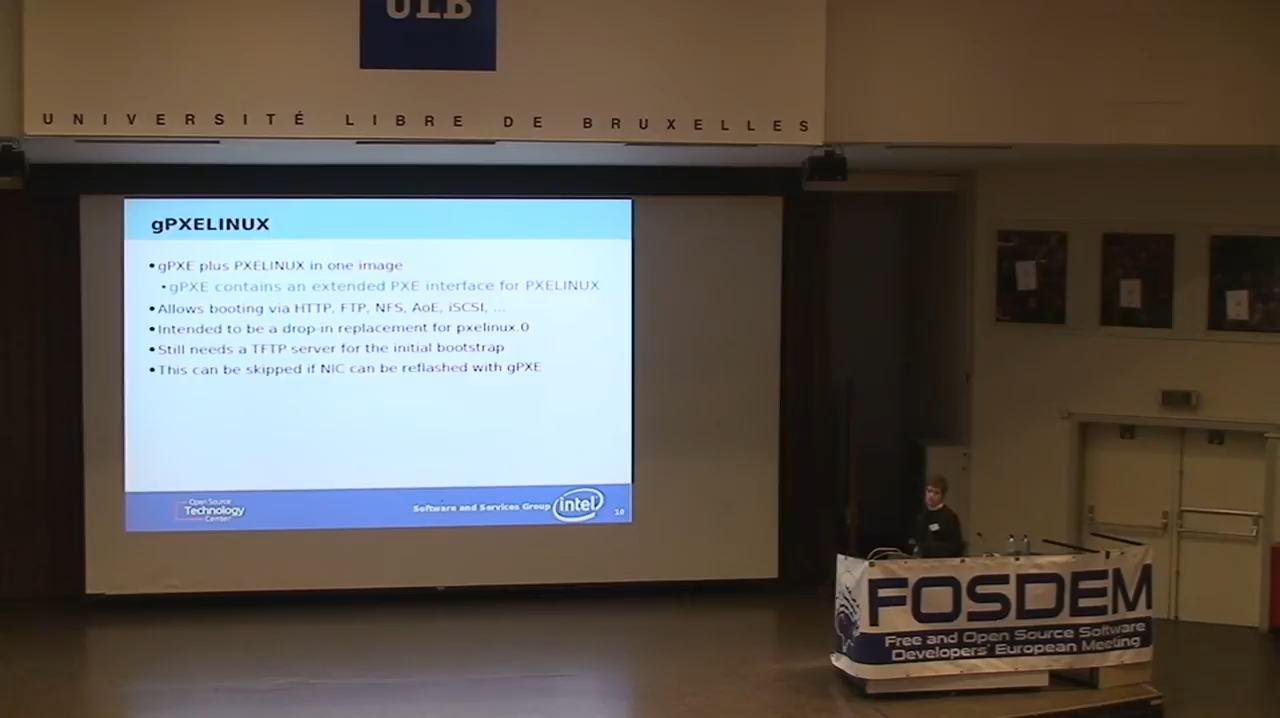 ULB
UNIVERSITÉ LIBRE DE BRUXELLES
gPXELINUX
•gPXE plus PXELINUX in one image
•gPXE contains an extended PXE interface for PXELINUX
•Allows booting via HTTP, FTP, NFS, AoE, iSCSI, ...
•Intended to be a drop-in replacement for pxelinux.0
•Still needs a TFTP server for the initial bootstrap
•This can be skipped if NIC can be reflashed with gPXE
Open Source
Technology
Center
Software and Services Group
intel
10
FOSDEM
Free and Open Source Software
Developers' European Meeting